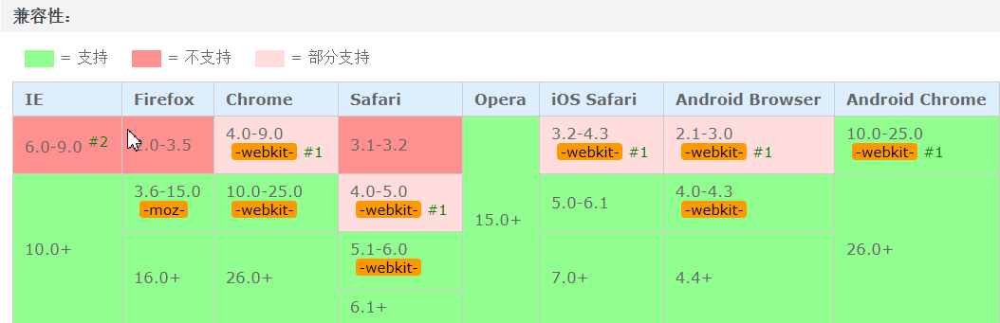 兼容性：
= 支持 = 不支持 = 部分支持
IE Firefox Chrome Safari Opera iOS Safari Android Browser Android Chrome
6.0-9.0 #2 2.0-3.5 4.0-9.0 -webkit- #1 3.1-3.2 15.0+ 3.2-4.3 -webkit- #1 2.1-3.0 -webkit- #1 10.0-25.0 -webkit- #1
10.0+ 3.6-15.0 -moz- 10.0-25.0 -webkit- 4.0-5.0 -webkit- #1 5.0-6.1 4.0-4.3 -webkit- 26.0+
16.0+ 26.0+ 5.1-6.0 -webkit- 7.0+ 4.4+
6.1+